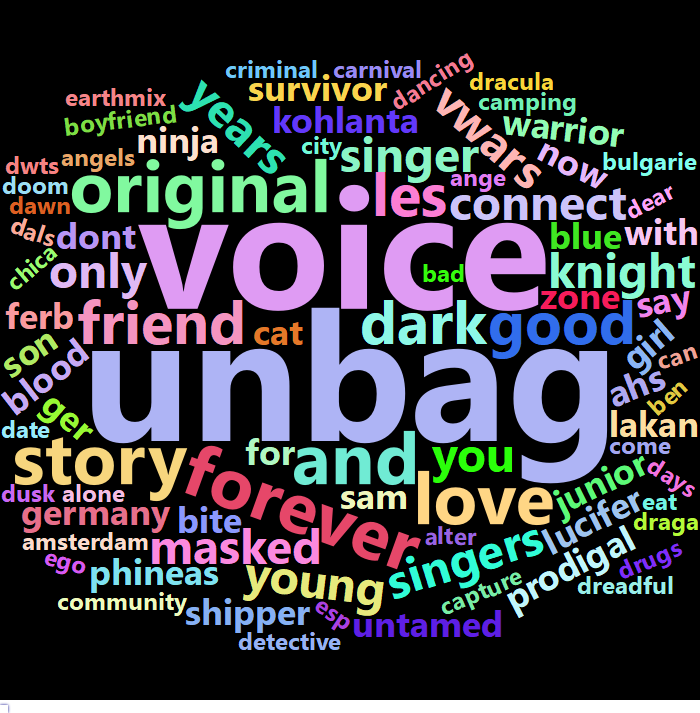 criminal
carnival
dancing
dracula
survivor
earthmix
years
camping
boyfriend
kohlanta
vwars
warrior
ninja
city
singer
now
bulgarie
dwts
angels
original
les
ange
connect
dear
doom
dawn
voice
dals
dont
blue
with
chica
only
bad
knight
zone
say
ferb
friend
cat
dark
good
girl
son
can
blood
unbag
ahs
ben
ger
lakan
date
story
for
and
you
come
forever
love
junior
days
dusk
alone
sam
eat
germany
bite
lucifer
draga
amsterdam
masked
alter
singers
prodigal
drugs
ego
phineas
young
capture
dreadful
community
shipper
esp
untamed
detective